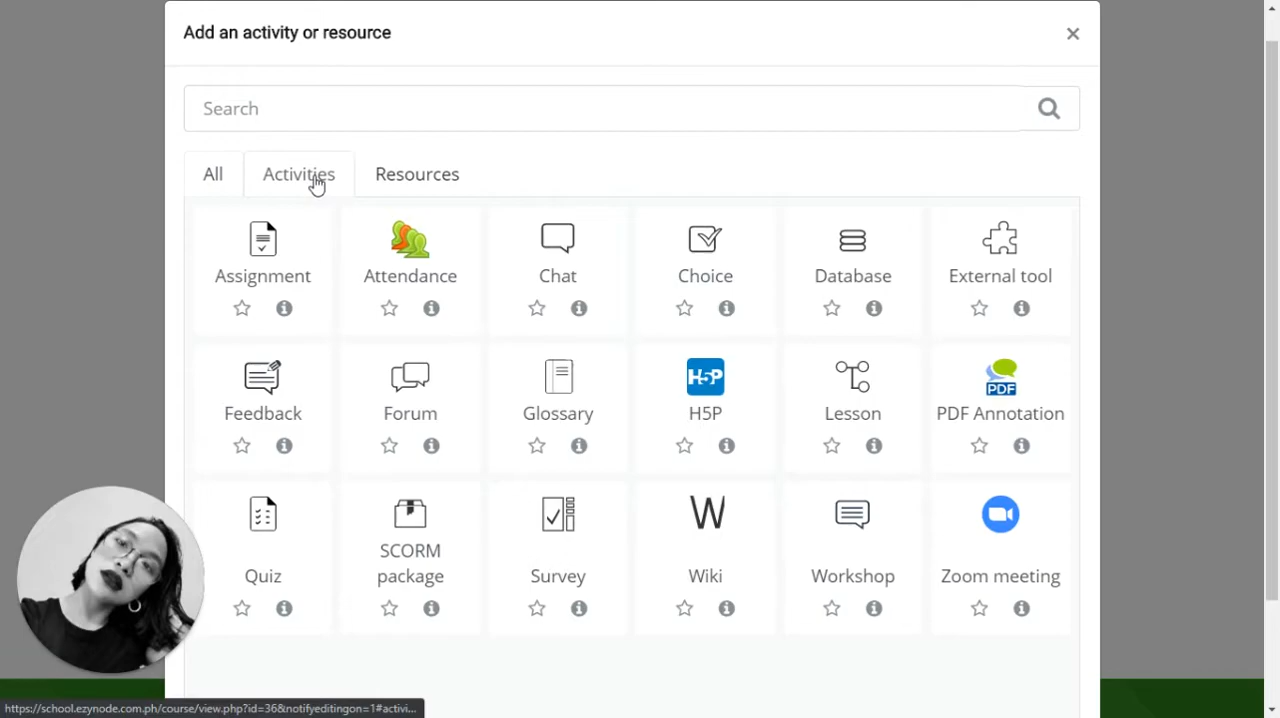 Add an activity or resource
×
Search
All Activities Resources
Assignment Attendance Chat Choice Database External tool
Feedback Forum Glossary H5P Lesson PDF Annotation
H-5P
PDF
Quiz SCORM package Survey Wiki Workshop Zoom meeting
W
https://school.ezynode.com.ph/course/view.php?id=36&notifyeditingon=1#activi...